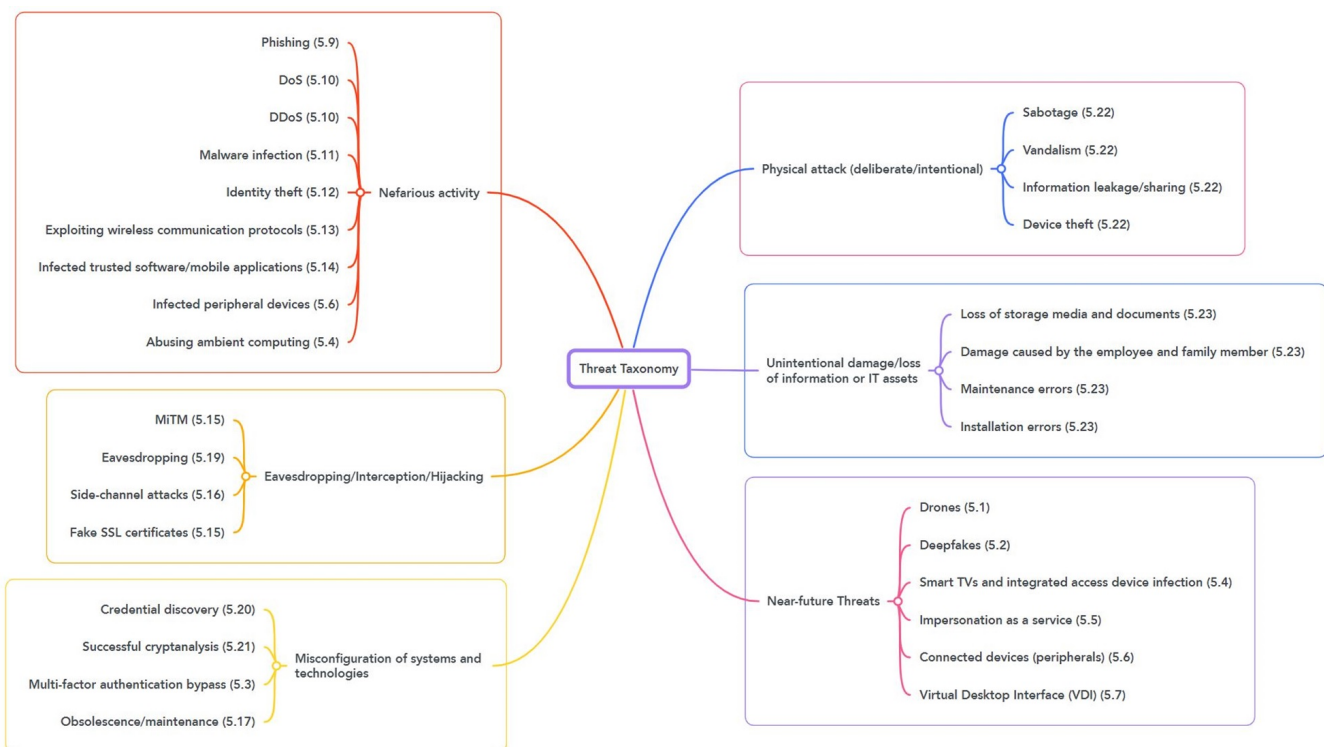 Phishing (5.9)
DoS (5.10)
DDoS (5.10)
Malware infection (5.11)
Identity theft (5.12)
Exploiting wireless communication protocols (5.13)
Infected trusted software/mobile applications (5.14)
Infected peripheral devices (5.6)
Abusing ambient computing (5.4)
Nefarious activity
MiTM (5.15)
Eavesdropping (5.19)
Side-channel attacks (5.16)
Fake SSL certificates (5.15)
Eavesdropping/Interception/Hijacking
Credential discovery (5.20)
Successful cryptanalysis (5.21)
Multi-factor authentication bypass (5.3)
Obsolescence/maintenance (5.17)
Misconfiguration of systems and
technologies
Threat Taxonomy
Physical attack (deliberate/intentional)
Sabotage (5.22)
Vandalism (5.22)
Information leakage/sharing (5.22)
Device theft (5.22)
Unintentional damage/loss
of information or IT assets
Loss of storage media and documents (5.23)
Damage caused by the employee and family member (5.23)
Maintenance errors (5.23)
Installation errors (5.23)
Near-future Threats
Drones (5.1)
Deepfakes (5.2)
Smart TVs and integrated access device infection (5.4)
Impersonation as a service (5.5)
Connected devices (peripherals) (5.6)
Virtual Desktop Interface (VDI) (5.7)